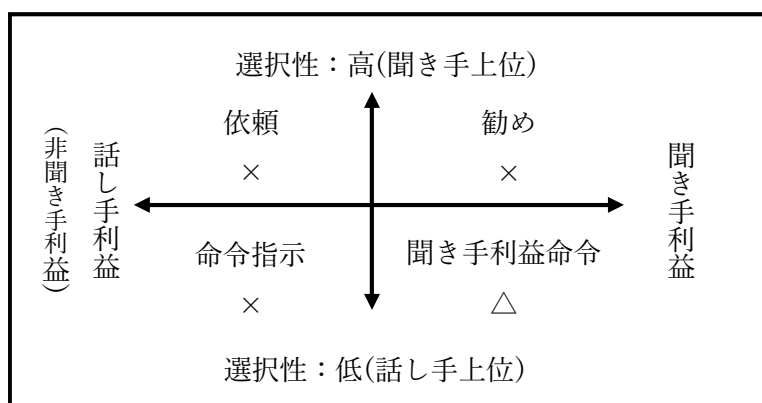 選択性：高(聞き手上位)
依頼
勧め
×
×
(非聞き手利益)
話し手利益
聞き手利益
命令指示
聞き手利益命令
×
△
選択性：低(話し手上位)